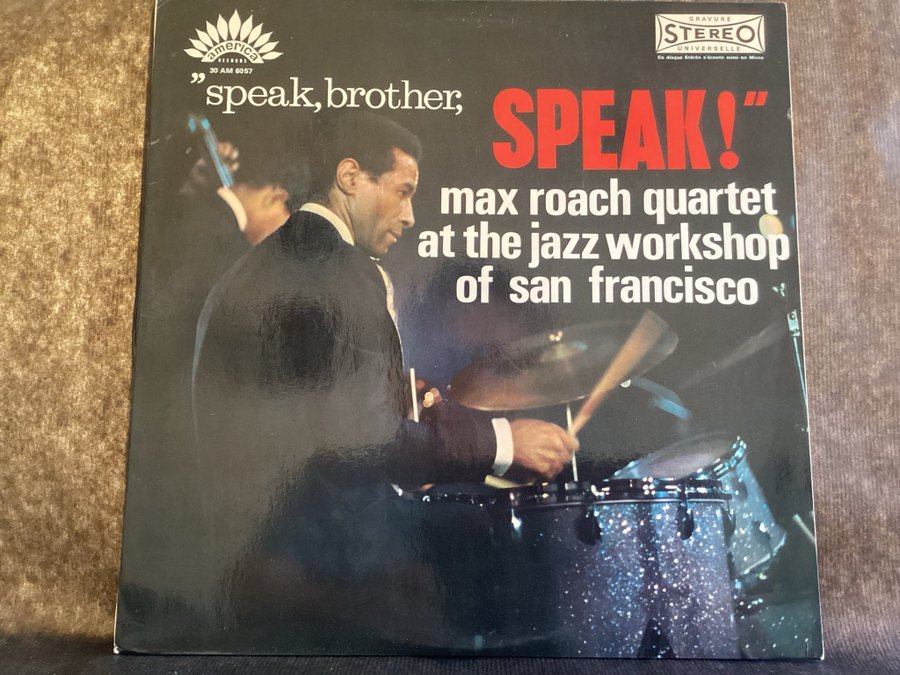 america
RECORDS
30 AM 6057
GRAVURE
STEREO
UNIVERSELLE
Ce disque Stéréo s'écoute aussi en Mono
„speak, brother,
SPEAK!”
max roach quartet
at the jazz workshop
of san francisco